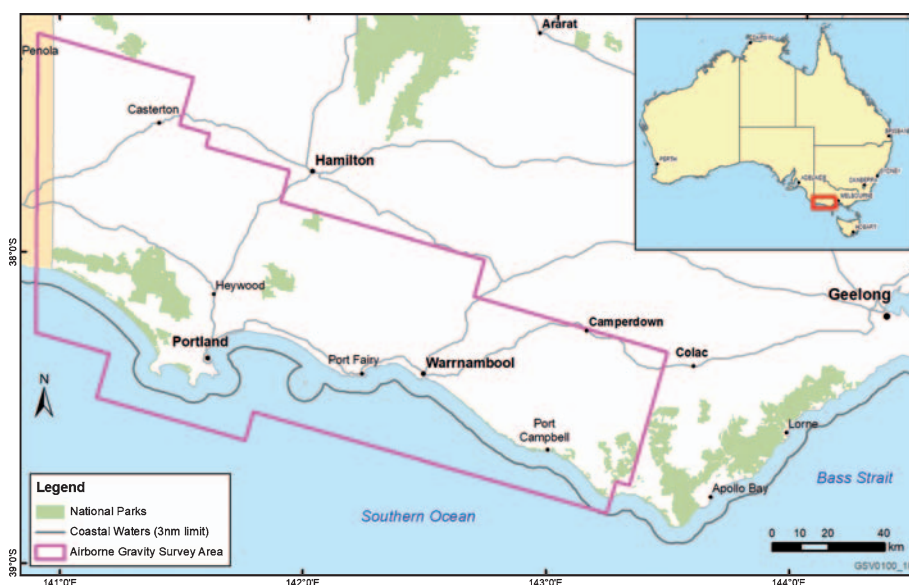 Ararat
Penola
Casterton
Hamilton
Heywood
Portland
Port Fairy
Warrnambool
Camperdown
Colac
Geelong
Port
Campbell
Lorne
Apollo Bay
Bass Strait
Southern Ocean
PERTH
ADELAIDE
BRISBANE
SYDNEY
CANBERRA
MELBOURNE
HOBART
N
Legend
National Parks
Coastal Waters (3nm limit)
Airborne Gravity Survey Area
0 10 20 40
km
38°0'S
39°0'S
141°0'E
142°0'E
143°0'E
144°0'E